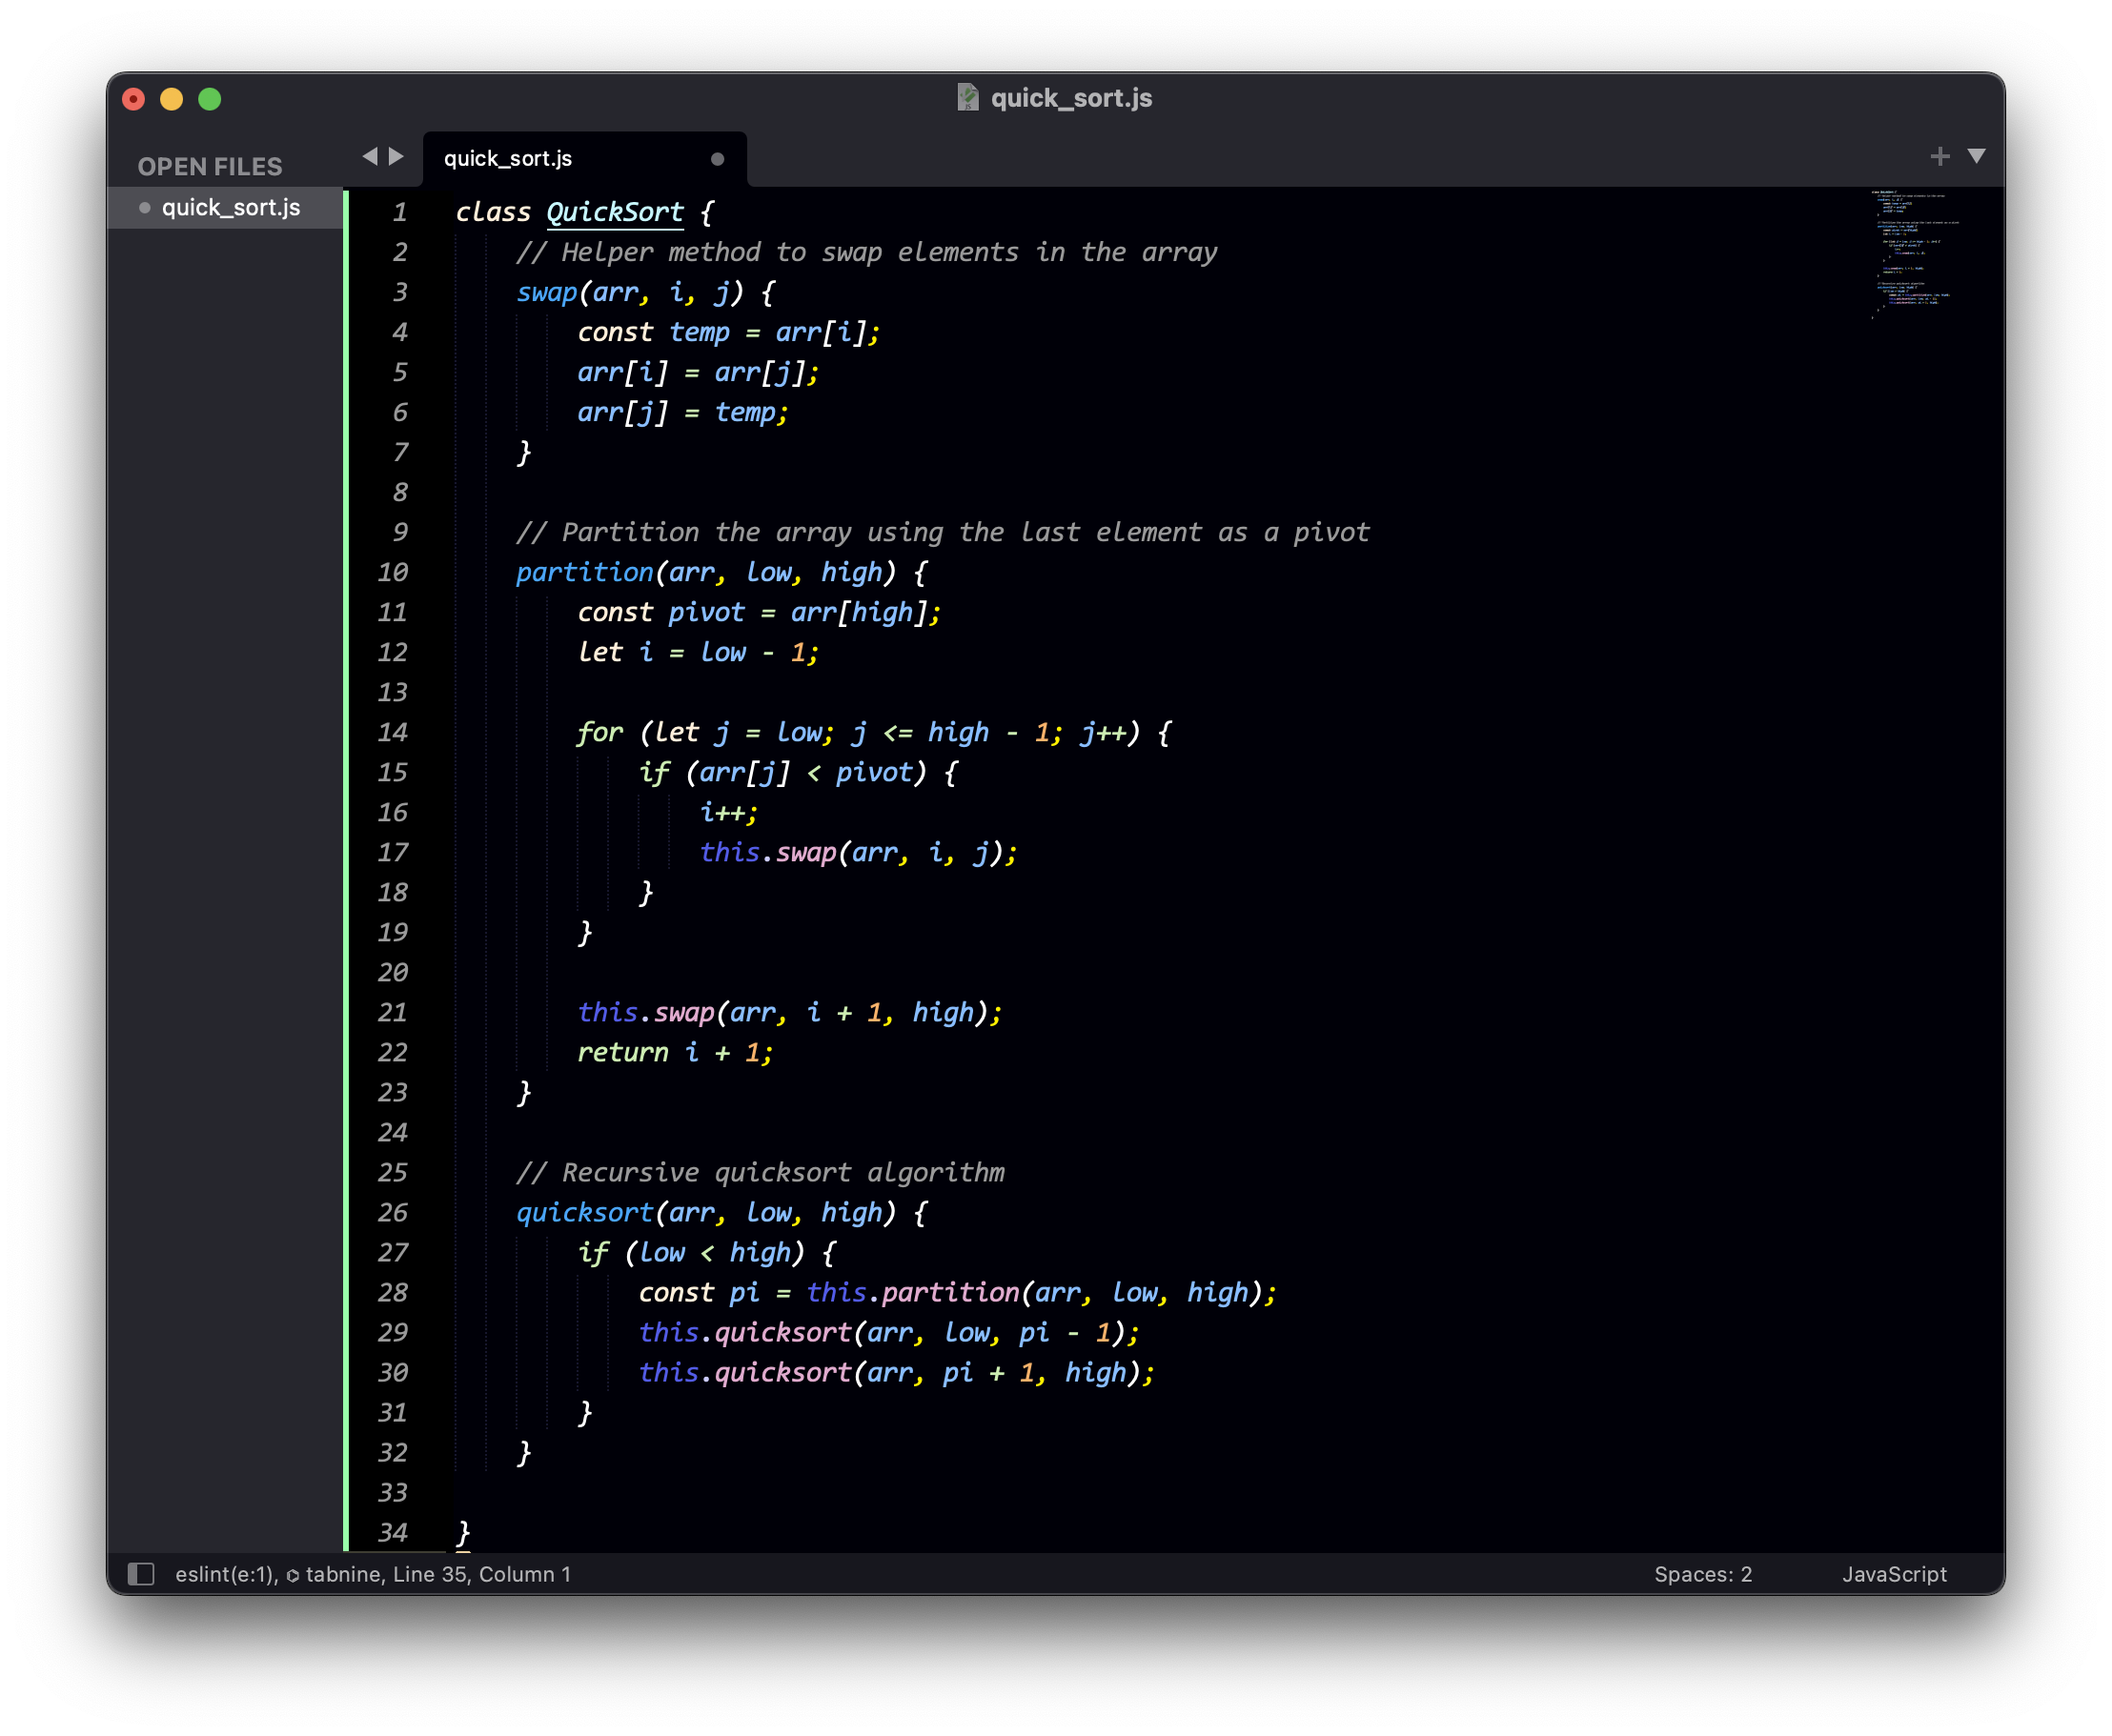 quick_sort.js
OPEN FILES
quick_sort.js
quick_sort.js
1 class QuickSort {
2 // Helper method to swap elements in the array
3 swap(arr, i, j) {
4 const temp = arr[i];
5 arr[i] = arr[j];
6 arr[j] = temp;
7 }
8
9 // Partition the array using the last element as a pivot
10 partition(arr, low, high) {
11 const pivot = arr[high];
12 let i = low - 1;
13
14 for (let j = low; j <= high - 1; j++) {
15 if (arr[j] < pivot) {
16 i++;
17 this.swap(arr, i, j);
18 }
19 }
20
21 this.swap(arr, i + 1, high);
22 return i + 1;
23 }
24
25 // Recursive quicksort algorithm
26 quicksort(arr, low, high) {
27 if (low < high) {
28 const pi = this.partition(arr, low, high);
29 this.quicksort(arr, low, pi - 1);
30 this.quicksort(arr, pi + 1, high);
31 }
32 }
33
34 }
eslint(e:1), ⌬ tabnine, Line 35, Column 1
Spaces: 2
JavaScript